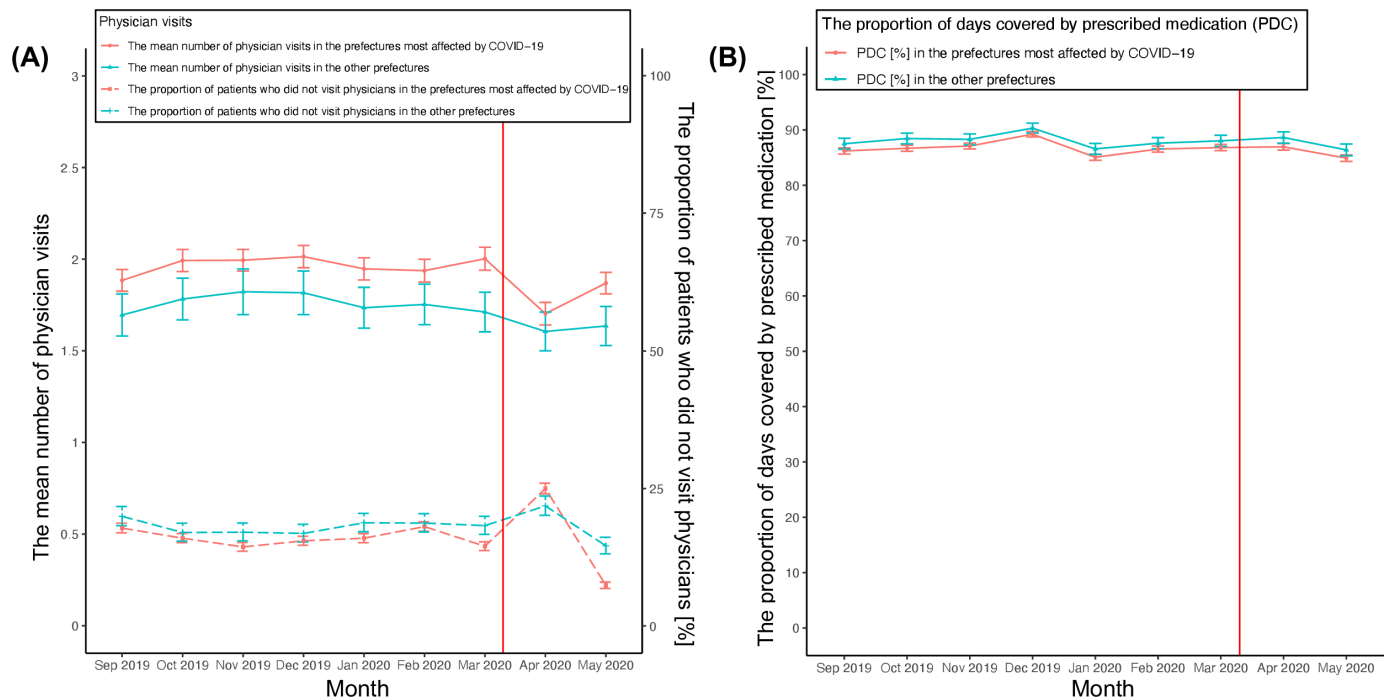 (A)
Physician visits
The mean number of physician visits in the prefectures most affected by COVID−19
The mean number of physician visits in the other prefectures
The proportion of patients who did not visit physicians in the prefectures most affected by COVID−19
The proportion of patients who did not visit physicians in the other prefectures
The mean number of physician visits
3
2.5
2
1.5
1
0.5
0
100
75
50
25
0
The proportion of patients who did not visit physicians [%]
Sep 2019 Oct 2019 Nov 2019 Dec 2019 Jan 2020 Feb 2020 Mar 2020 Apr 2020 May 2020
Month
(B)
The proportion of days covered by prescribed medication (PDC)
PDC [%] in the prefectures most affected by COVID−19
PDC [%] in the other prefectures
The proportion of days covered by prescribed medication [%]
100
90
80
70
60
50
40
30
20
10
0
Sep 2019 Oct 2019 Nov 2019 Dec 2019 Jan 2020 Feb 2020 Mar 2020 Apr 2020 May 2020
Month